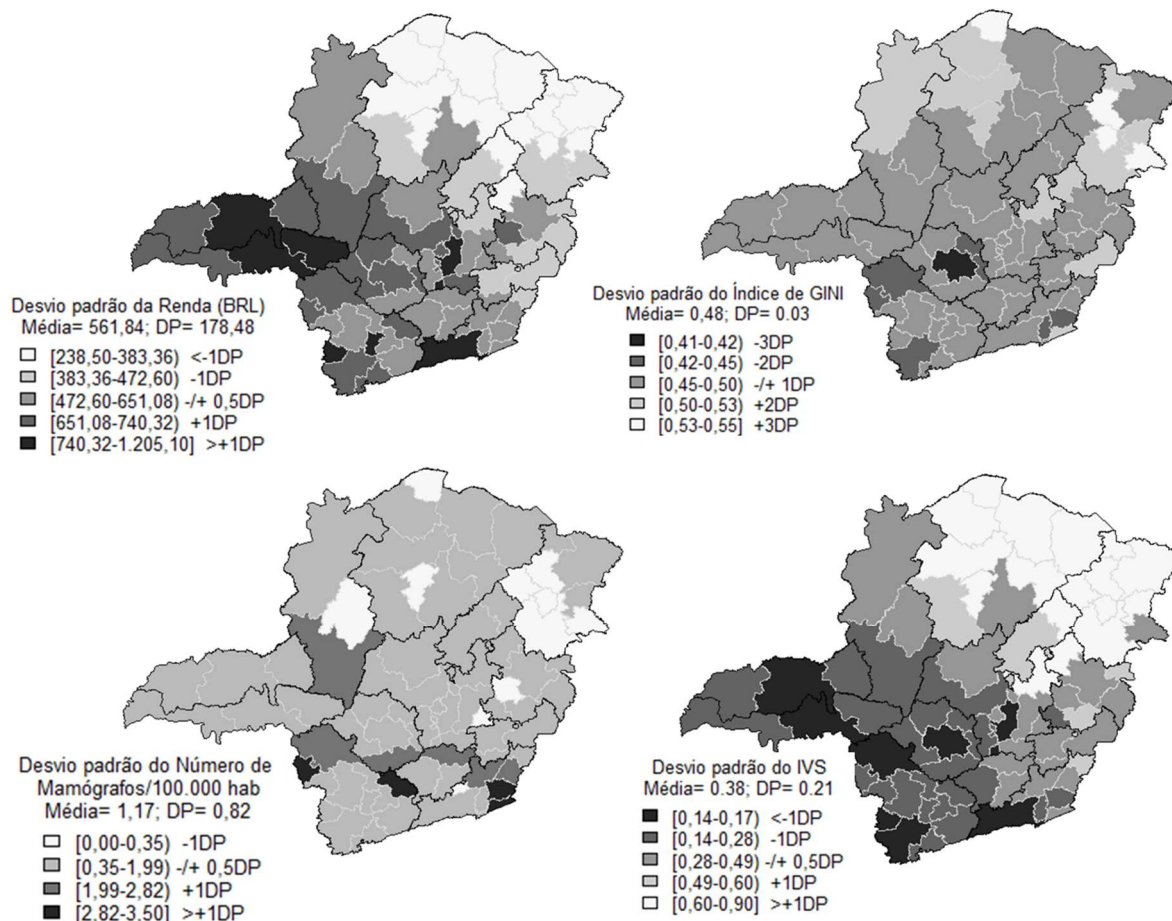 Desvio padrão da Renda (BRL)
Média= 561,84; DP= 178,48
[238,50-383,36) <-1DP
[383,36-472,60) -1DP
[472,60-651,08) -/+ 0,5DP
[651,08-740,32) +1DP
[740,32-1.205,10] >+1DP
Desvio padrão do Índice de GINI
Média= 0,48; DP= 0.03
[0,41-0,42) -3DP
[0,42-0,45) -2DP
[0,45-0,50) -/+ 1DP
[0,50-0,53) +2DP
[0,53-0,55] +3DP
Desvio padrão do Número de
Mamógrafos/100.000 hab
Média= 1,17; DP= 0,82
[0,00-0,35) -1DP
[0,35-1,99) -/+ 0,5DP
[1,99-2,82) +1DP
[2,82-3,50] >+1DP
Desvio padrão do IVS
Média= 0.38; DP= 0.21
[0,14-0,17) <-1DP
[0,14-0,28) -1DP
[0,28-0,49) -/+ 0,5DP
[0,49-0,60) +1DP
[0,60-0,90] >+1DP